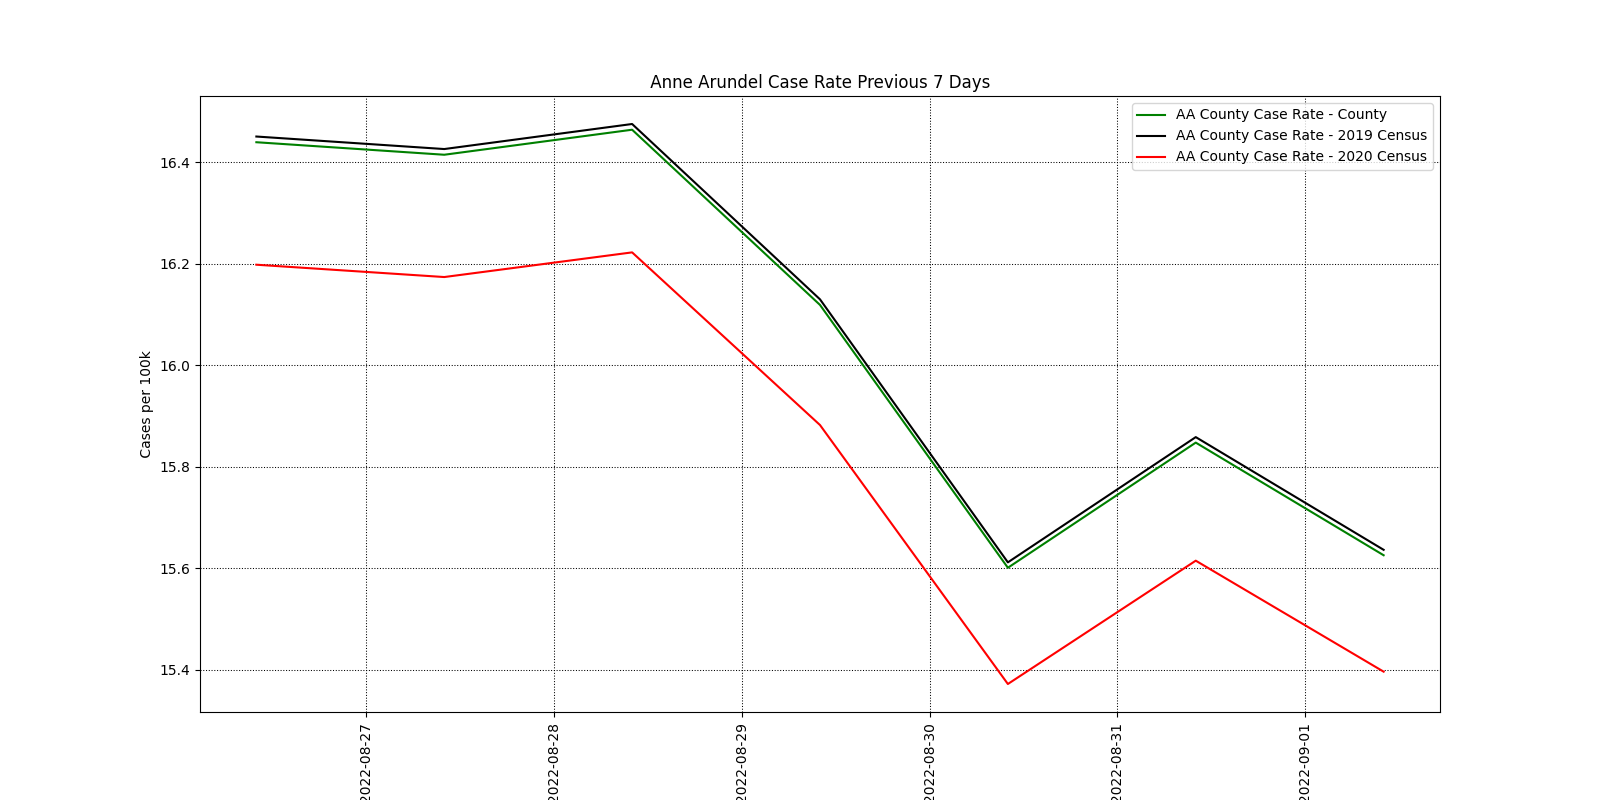 Anne Arundel Case Rate Previous 7 Days
AA County Case Rate - County
AA County Case Rate - 2019 Census
AA County Case Rate - 2020 Census
Cases per 100k
16.4
16.2
16.0
15.8
15.6
15.4
2022-08-27
2022-08-28
2022-08-29
2022-08-30
2022-08-31
2022-09-01